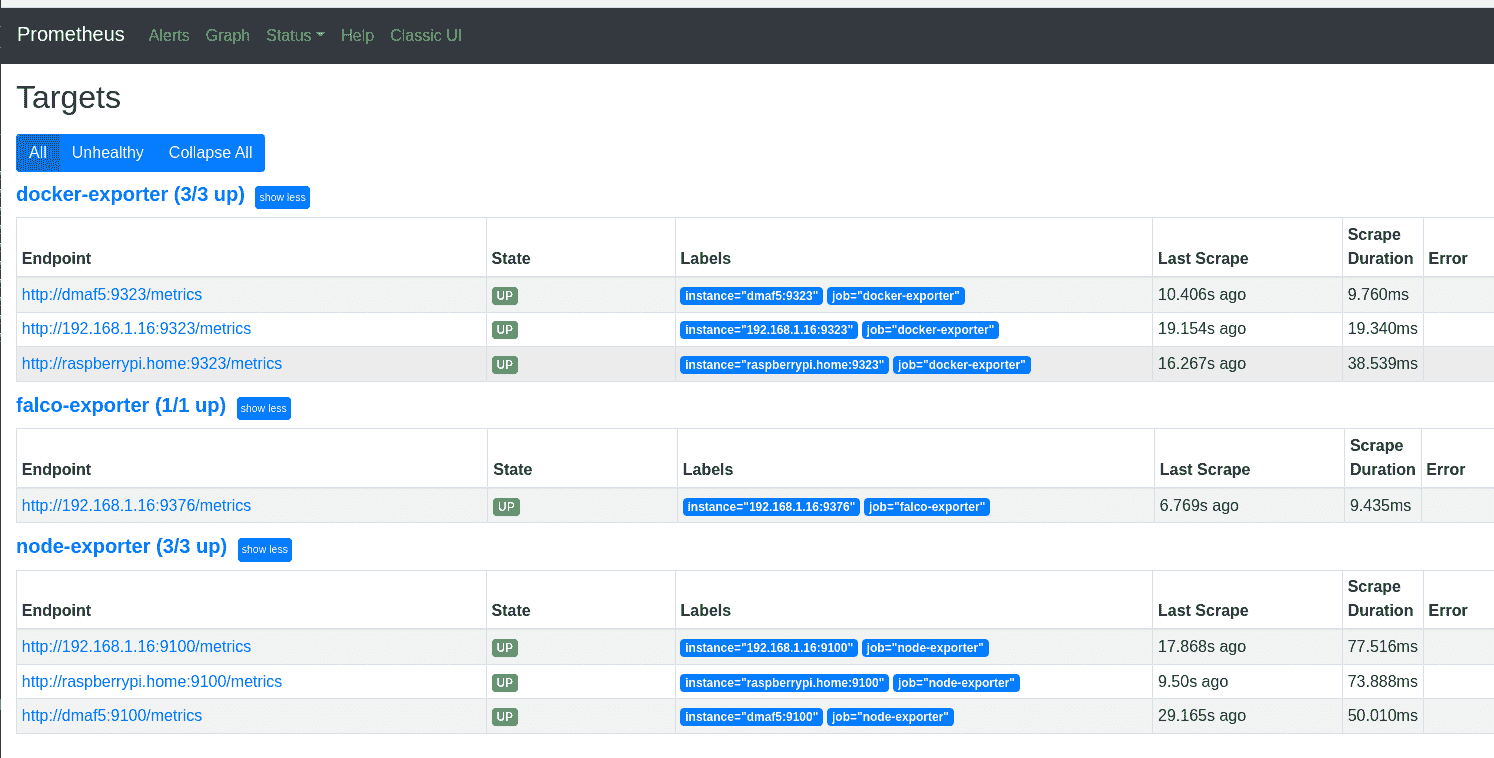 Prometheus Alerts Graph Status Help Classic UI
Targets
All Unhealthy Collapse All
docker-exporter (3/3 up) show less
Endpoint State Labels Last Scrape Scrape Duration Error
http://dmaf5:9323/metrics UP instance="dmaf5:9323" job="docker-exporter" 10.406s ago 9.760ms
http://192.168.1.16:9323/metrics UP instance="192.168.1.16:9323" job="docker-exporter" 19.154s ago 19.340ms
http://raspberrypi.home:9323/metrics UP instance="raspberrypi.home:9323" job="docker-exporter" 16.267s ago 38.539ms
falco-exporter (1/1 up) show less
Endpoint State Labels Last Scrape Scrape Duration Error
http://192.168.1.16:9376/metrics UP instance="192.168.1.16:9376" job="falco-exporter" 6.769s ago 9.435ms
node-exporter (3/3 up) show less
Endpoint State Labels Last Scrape Scrape Duration Error
http://192.168.1.16:9100/metrics UP instance="192.168.1.16:9100" job="node-exporter" 17.868s ago 77.516ms
http://raspberrypi.home:9100/metrics UP instance="raspberrypi.home:9100" job="node-exporter" 9.50s ago 73.888ms
http://dmaf5:9100/metrics UP instance="dmaf5:9100" job="node-exporter" 29.165s ago 50.010ms